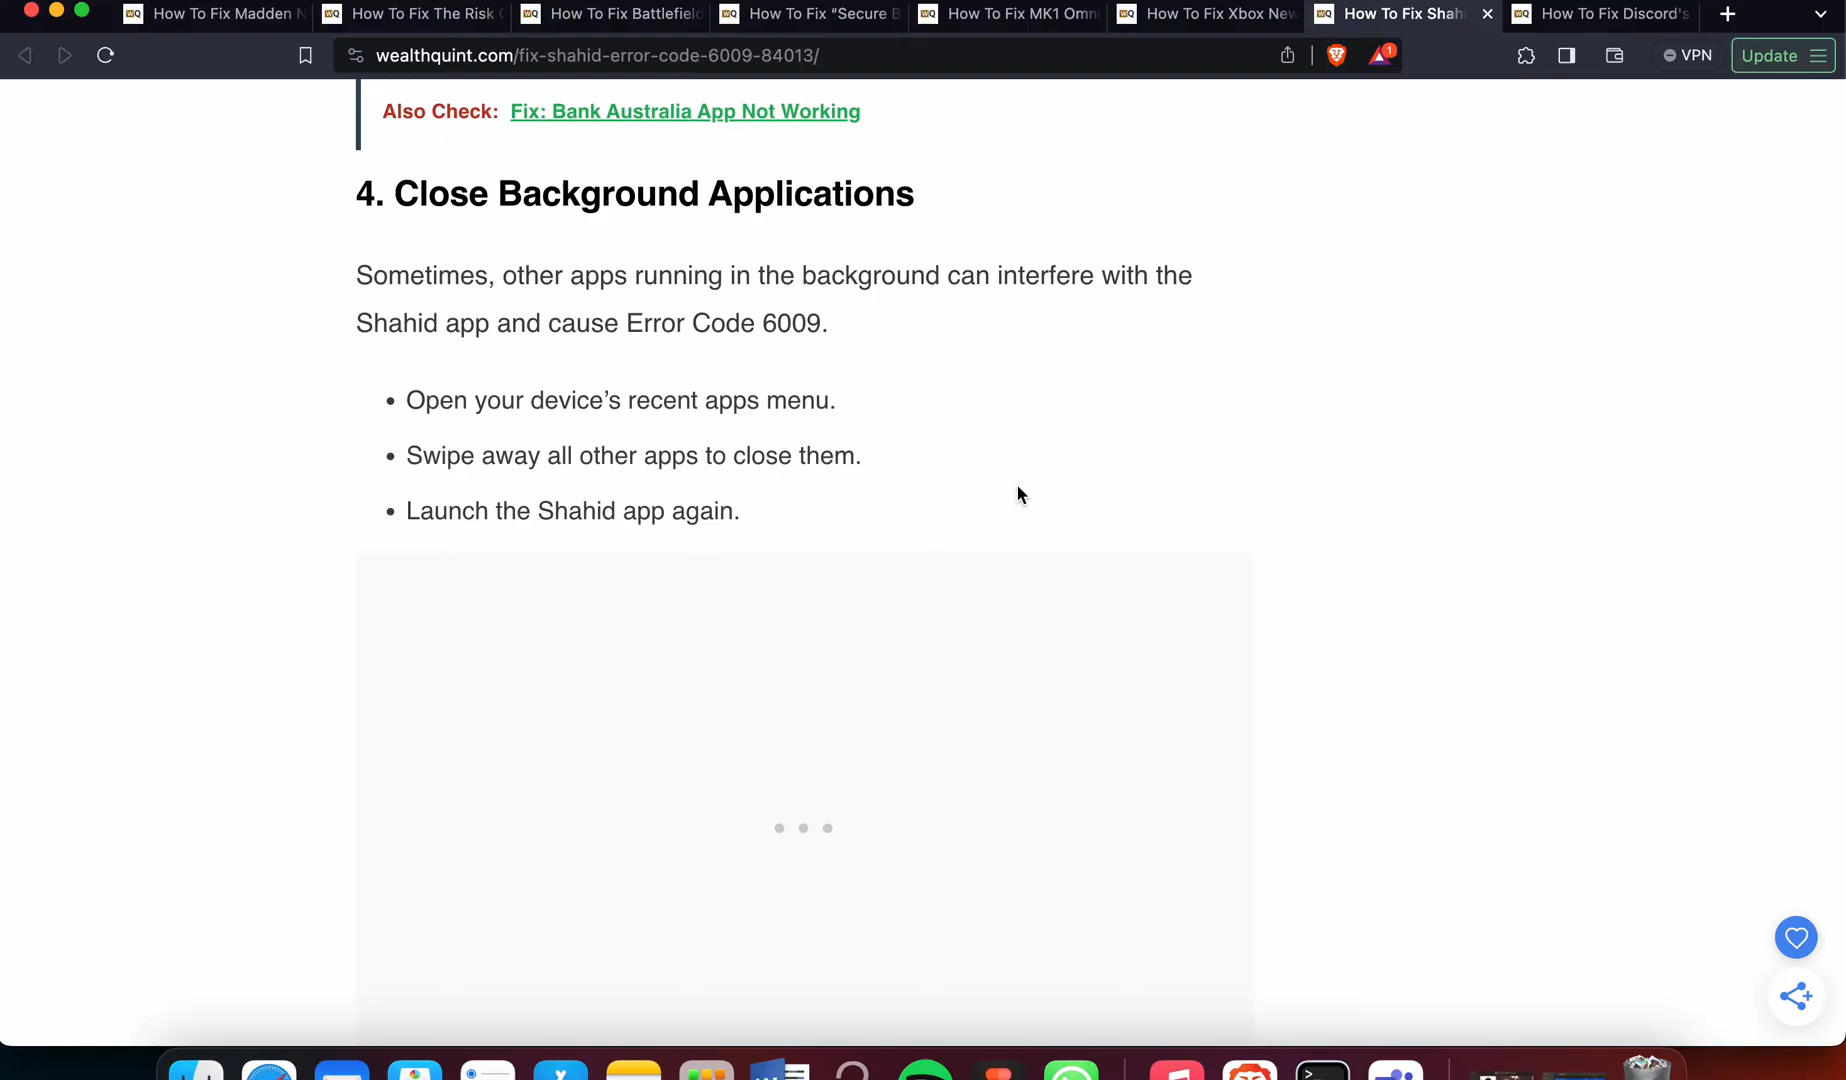 How To Fix Madden N
How To Fix The Risk
How To Fix Battlefield
How To Fix “Secure B
How To Fix MK1 Omni
How To Fix Xbox New
How To Fix Shah
How To Fix Discord's
wealthquint.com/fix-shahid-error-code-6009-84013/
1
VPN
Update
Also Check: Fix: Bank Australia App Not Working
4. Close Background Applications
Sometimes, other apps running in the background can interfere with the
Shahid app and cause Error Code 6009.
• Open your device’s recent apps menu.
• Swipe away all other apps to close them.
• Launch the Shahid app again.